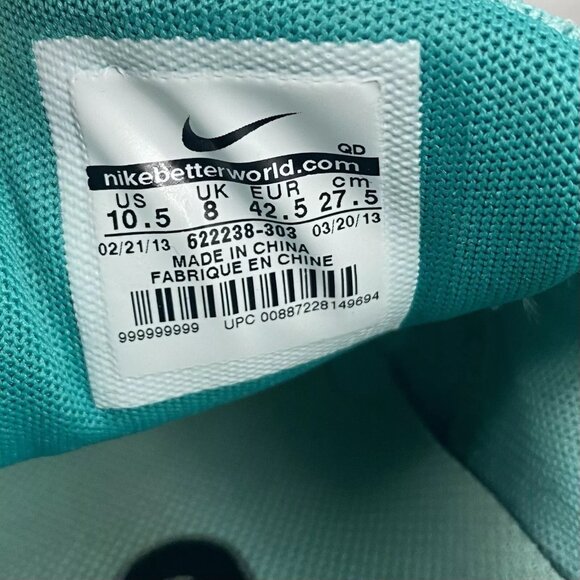 QD
nikebetterworld.com
US UK EUR cm
10.5 8 42.5 27.5
02/21/13 622238-303 03/20/13
MADE IN CHINA
FABRIQUE EN CHINE
999999999 UPC 00887228149694